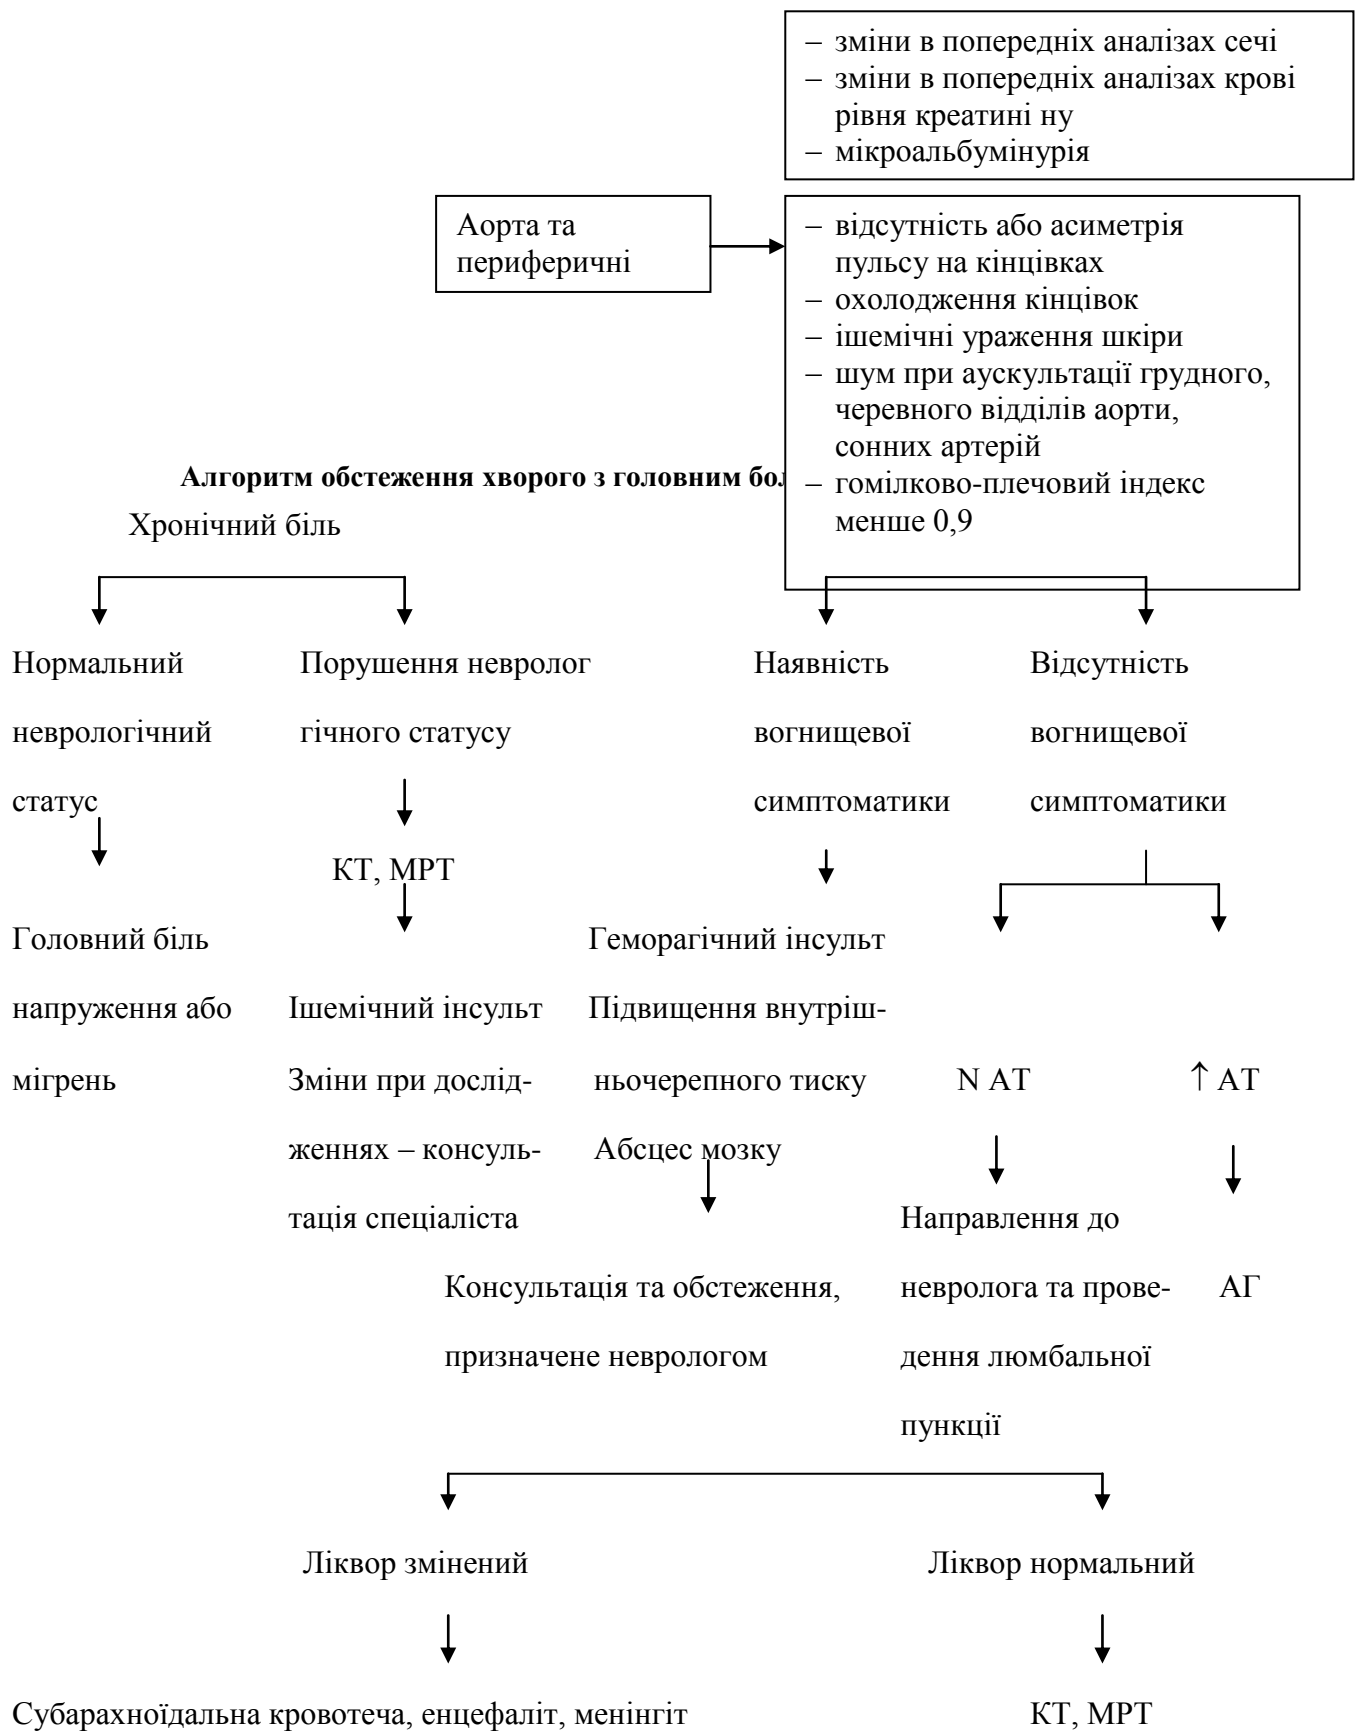 – зміни в попередніх аналізах сечі
– зміни в попередніх аналізах крові
рівня креатині ну
– мікроальбумінурія
Аорта та
периферичні
– відсутність або асиметрія
пульсу на кінцівках
– охолодження кінцівок
– ішемічні ураження шкіри
– шум при аускультації грудного,
черевного відділів аорти,
сонних артерій
– гомілково-плечовий індекс
менше 0,9
Алгоритм обстеження хворого з головним
Хронічний біль
Нормальний
неврологічний
статус
Порушення невролог
гічного статусу
КТ, МРТ
Наявність
вогнищевої
симптоматики
Відсутність
вогнищевої
симптоматики
Головний біль
напруження або
мігрень
Ішемічний інсульт
Зміни при дослід-
женнях – консуль-
тація спеціаліста
Геморагічний інсульт
Підвищення внутріш-
ньочерепного тиску
Абсцес мозку
Консультація та обстеження,
призначене неврологом
N АТ
↑ АТ
Направлення до
невролога та прове-
дення люмбальної
пункції
АГ
Ліквор змінений
Ліквор нормальний
Субарахноїдальна кровотеча, енцефаліт, менінгіт
КТ, МРТ